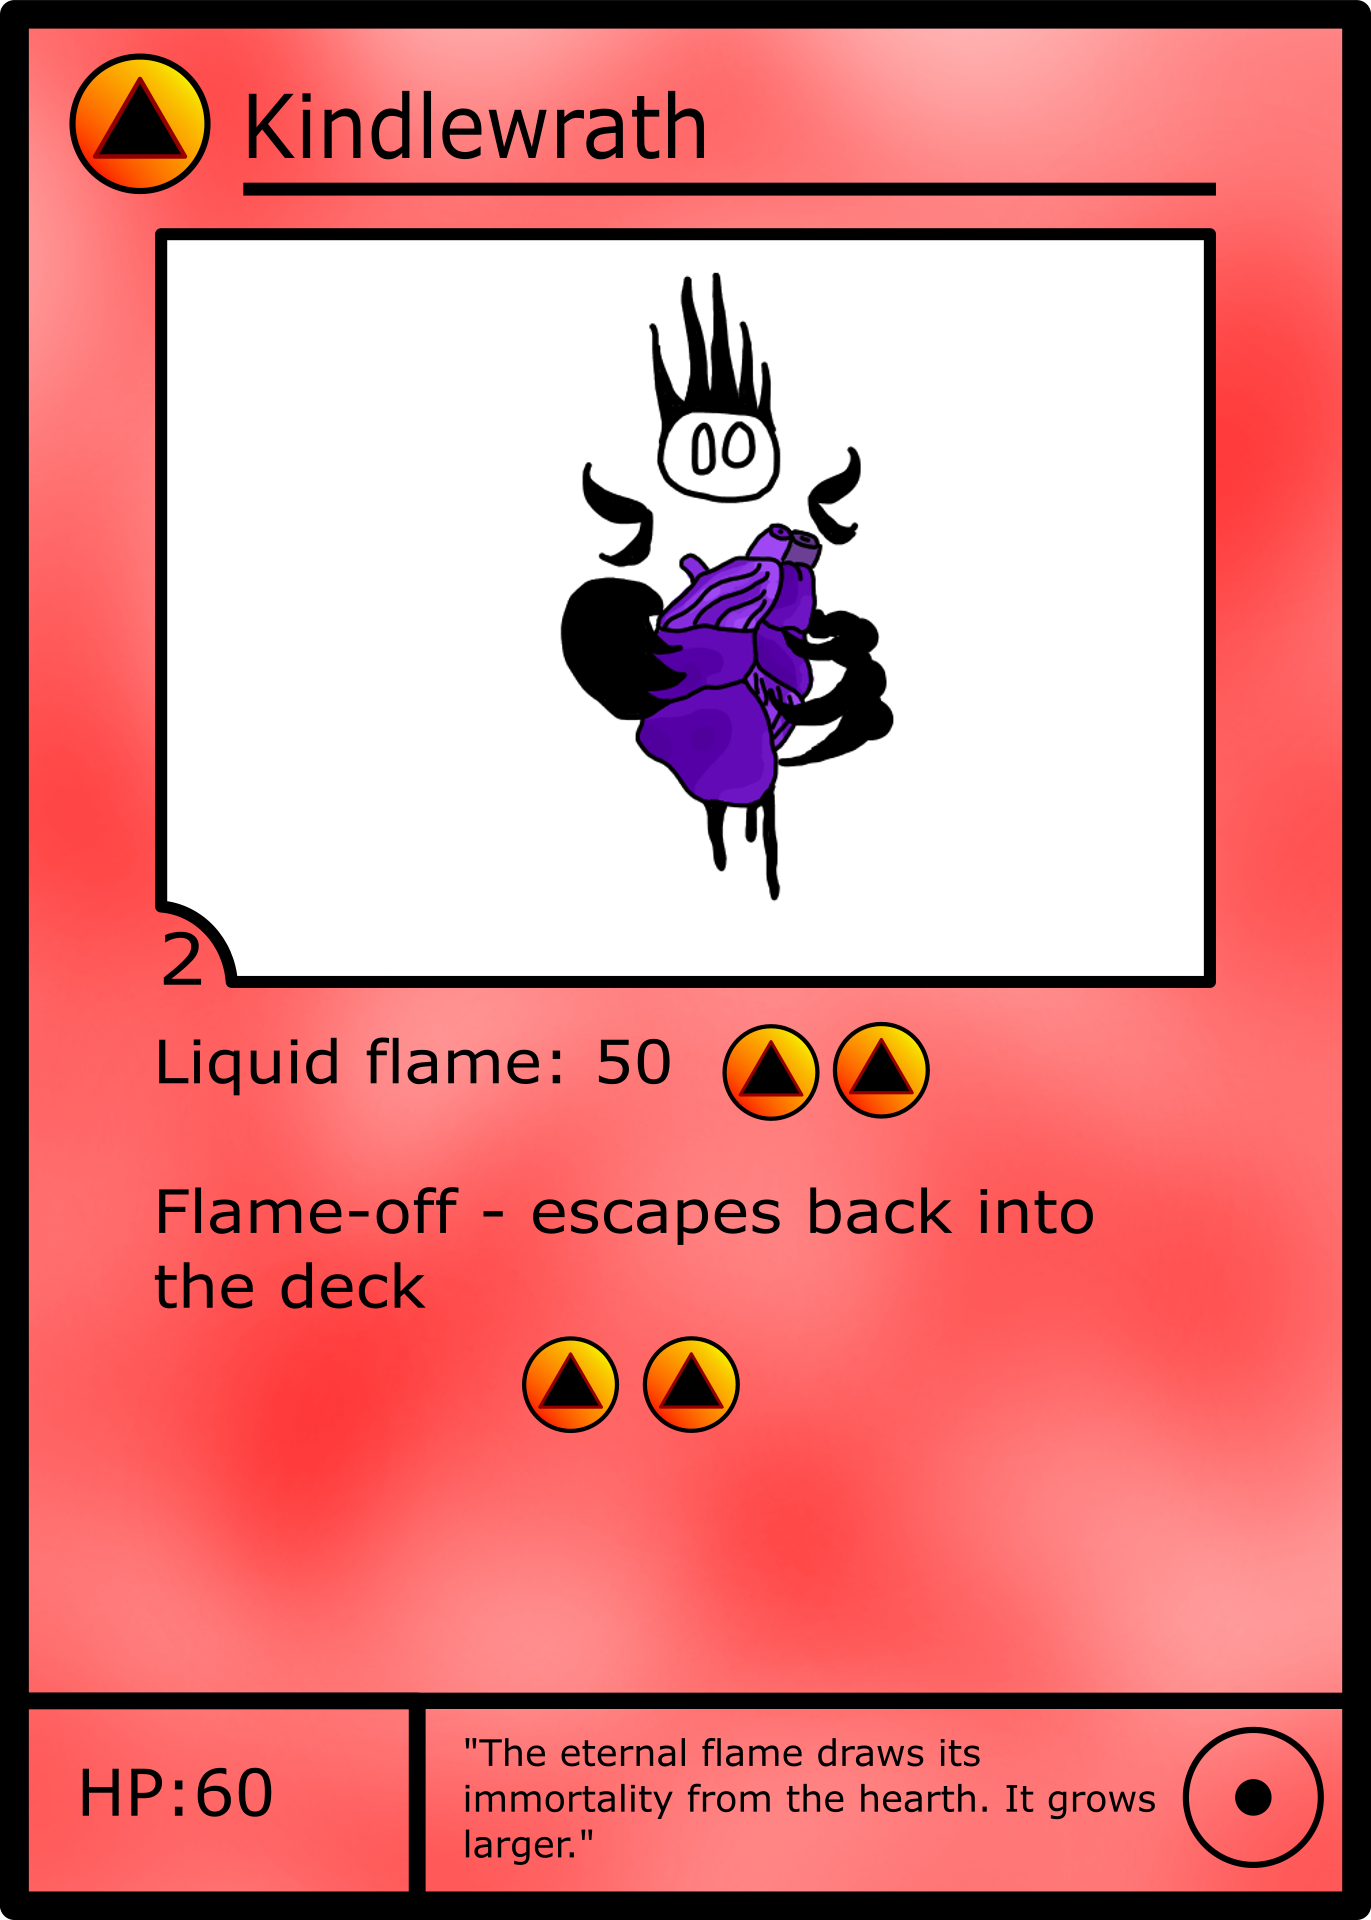 Kindlewrath
2
Liquid flame: 50
Flame-off - escapes back into
the deck
HP:60
"The eternal flame draws its
immortality from the hearth. It grows
larger."